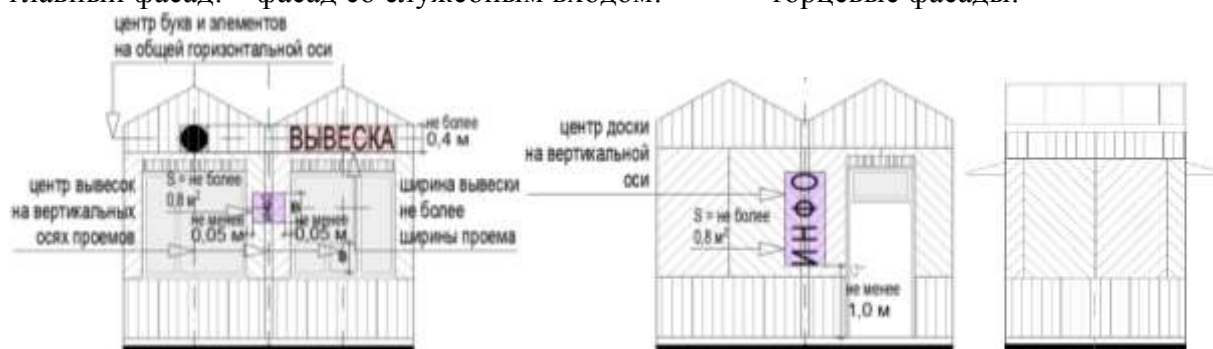 главный фасад. фасад со служебным входом. торцевые фасады.
центр букв и элементов
на общей горизонтальной оси
ВЫВЕСКА
не более
0,4 м
центр вывесок
на вертикальных
осях проемов
S = не более
0,8 м²
не менее
0,05 м
не менее
0,05 м
ширина вывески
не более
ширины проема
центр доски
на вертикальной
оси
S = не более
0,8 м²
ИНФО
не менее
1,0 м